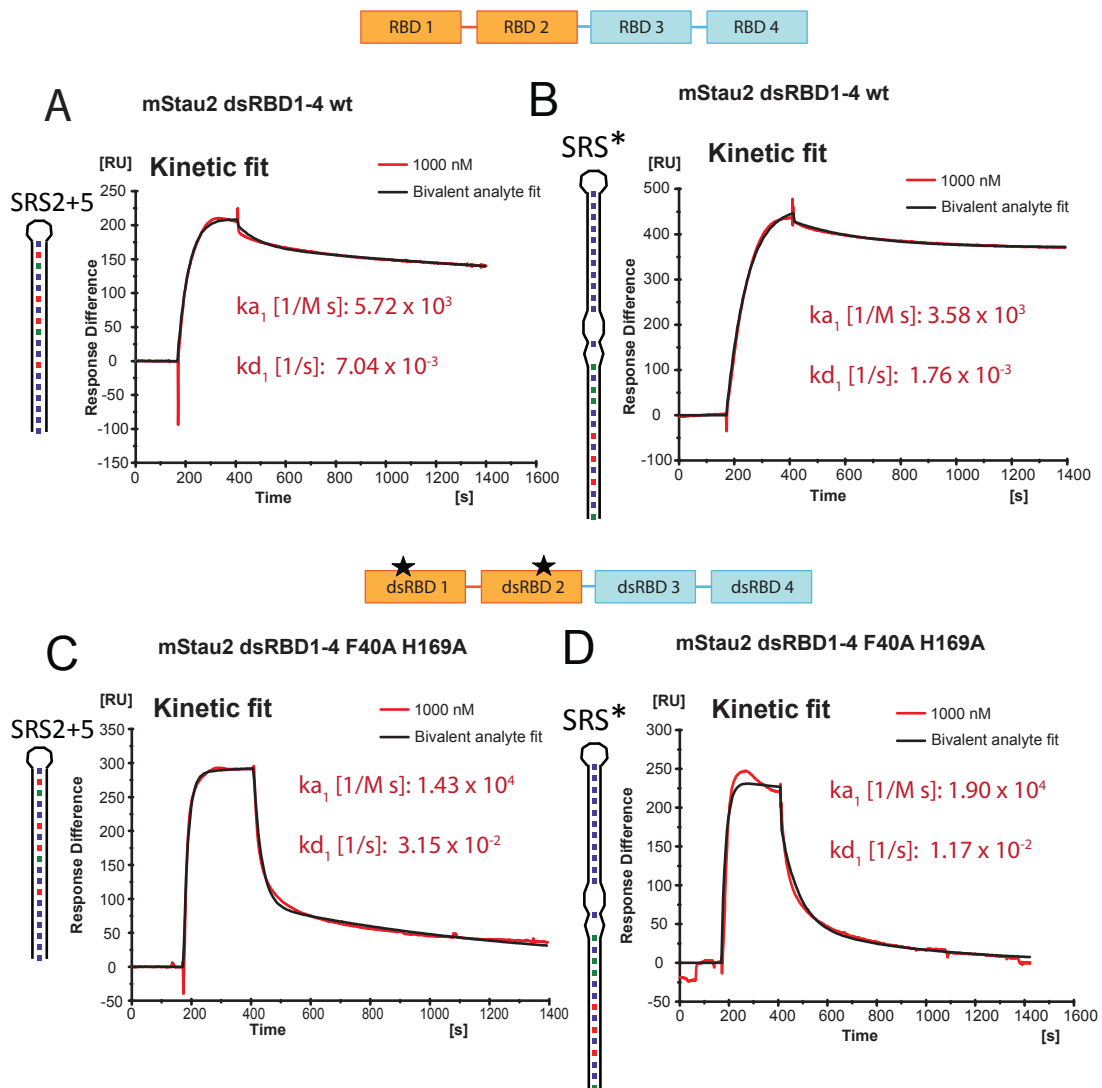 RBD 1 RBD 2 RBD 3 RBD 4
A
mStau2 dsRBD1-4 wt
SRS2+5
[RU]
Kinetic fit
1000 nM
Bivalent analyte fit
250
200
150
100
50
0
-50
-100
-150
Response Difference
ka1 [1/M s]: 5.72 x 10³
kd1 [1/s]: 7.04 x 10⁻³
0 200 400 600 800 1000 1200 1400 1600
Time [s]
B
mStau2 dsRBD1-4 wt
SRS*
[RU]
Kinetic fit
1000 nM
Bivalent analyte fit
500
400
300
200
100
0
-100
Response Difference
ka1 [1/M s]: 3.58 x 10³
kd1 [1/s]: 1.76 x 10⁻³
0 200 400 600 800 1000 1200 1400
Time [s]
dsRBD 1 dsRBD 2 dsRBD 3 dsRBD 4
C
mStau2 dsRBD1-4 F40A H169A
SRS2+5
[RU]
Kinetic fit
1000 nM
Bivalent analyte fit
350
300
250
200
150
100
50
0
-50
Response Difference
ka1 [1/M s]: 1.43 x 10⁴
kd1 [1/s]: 3.15 x 10⁻²
0 200 400 600 800 1000 1200 1400
Time [s]
D
mStau2 dsRBD1-4 F40A H169A
SRS*
[RU]
Kinetic fit
1000 nM
Bivalent analyte fit
300
250
200
150
100
50
0
-50
Response Difference
ka1 [1/M s]: 1.90 x 10⁴
kd1 [1/s]: 1.17 x 10⁻²
0 200 400 600 800 1000 1200 1400 1600
Time [s]